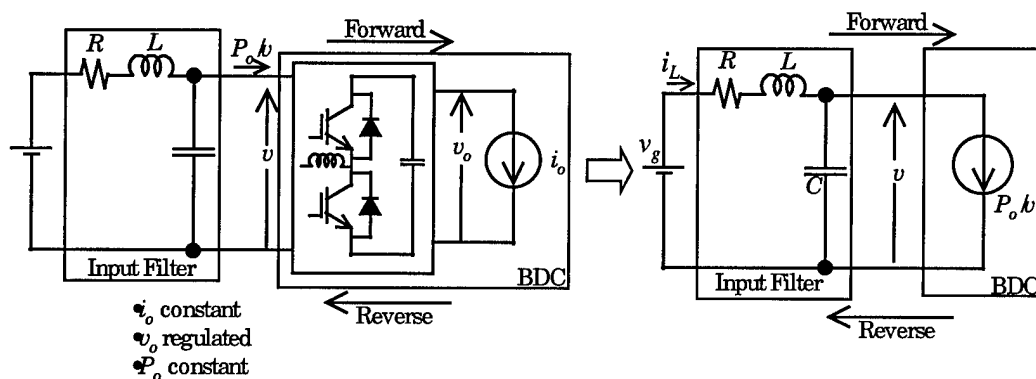 R
L
P_o/v
Forward
v
v_o
i_o
Input Filter
BDC
Reverse
•i_o constant
•v_o regulated
•P_o constant
Forward
i_L
R
L
v_g
C
v
P_o/v
Input Filter
BDC
Reverse